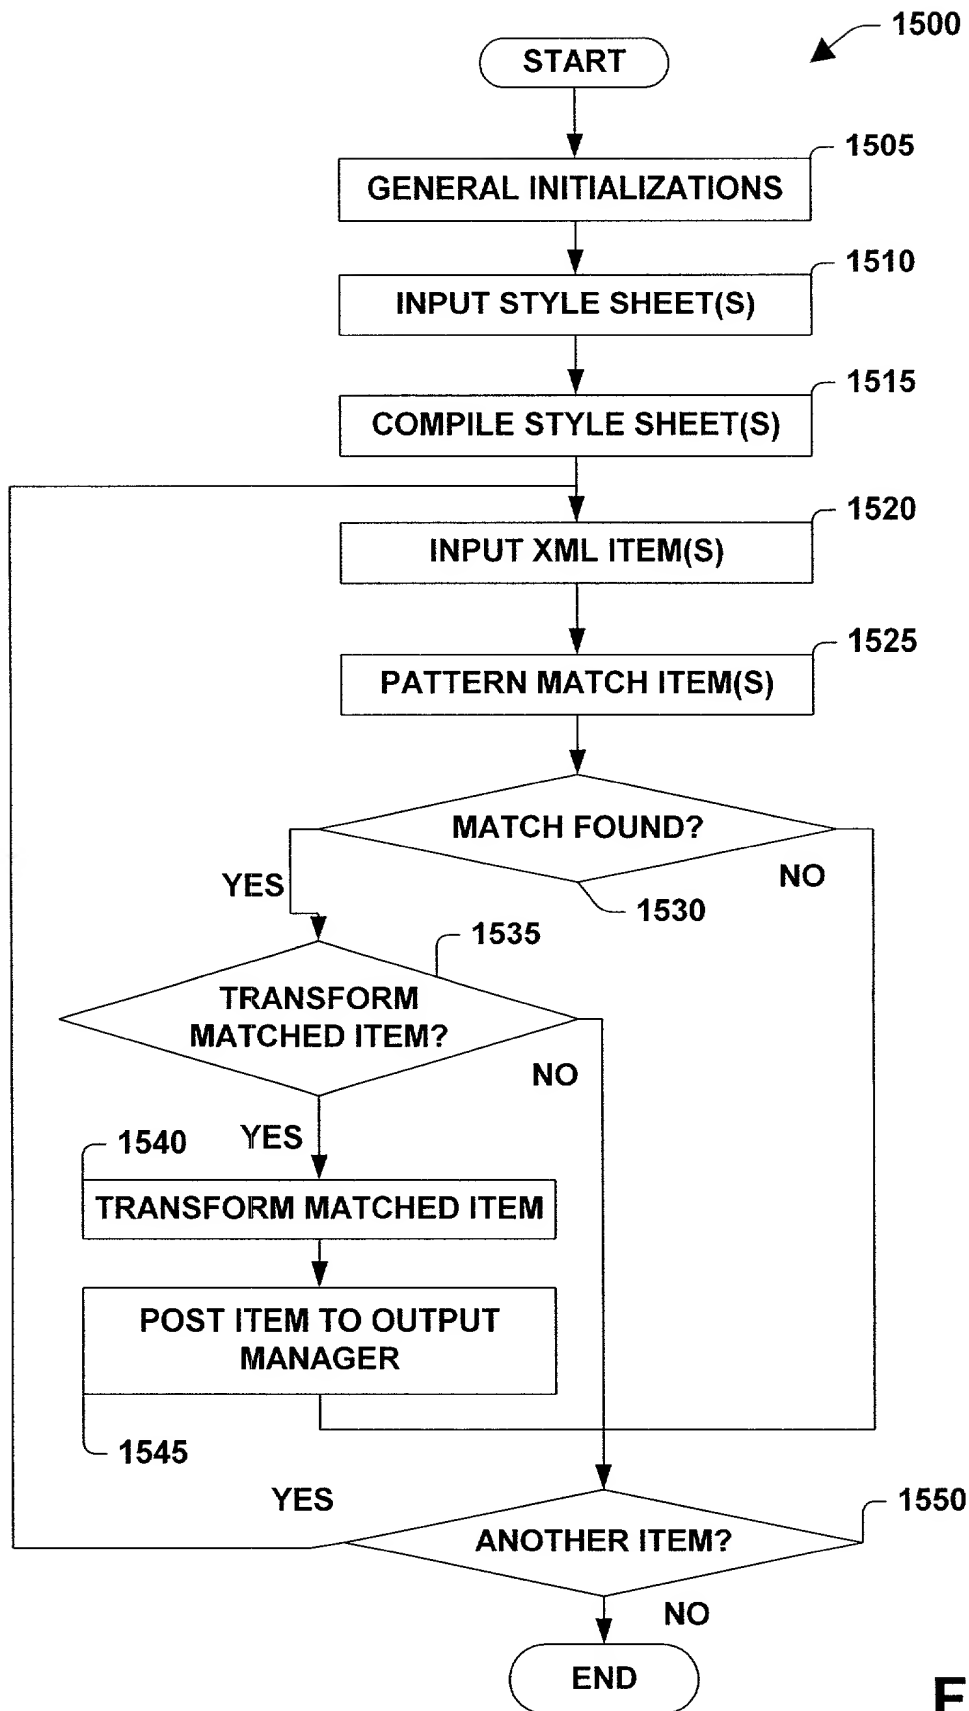 1500
START
1505
GENERAL INITIALIZATIONS
1510
INPUT STYLE SHEET(S)
1515
COMPILE STYLE SHEET(S)
1520
INPUT XML ITEM(S)
1525
PATTERN MATCH ITEM(S)
MATCH FOUND?
YES
NO
1530
1535
TRANSFORM
MATCHED ITEM?
NO
YES
1540
TRANSFORM MATCHED ITEM
POST ITEM TO OUTPUT
MANAGER
1545
YES
1550
ANOTHER ITEM?
NO
END